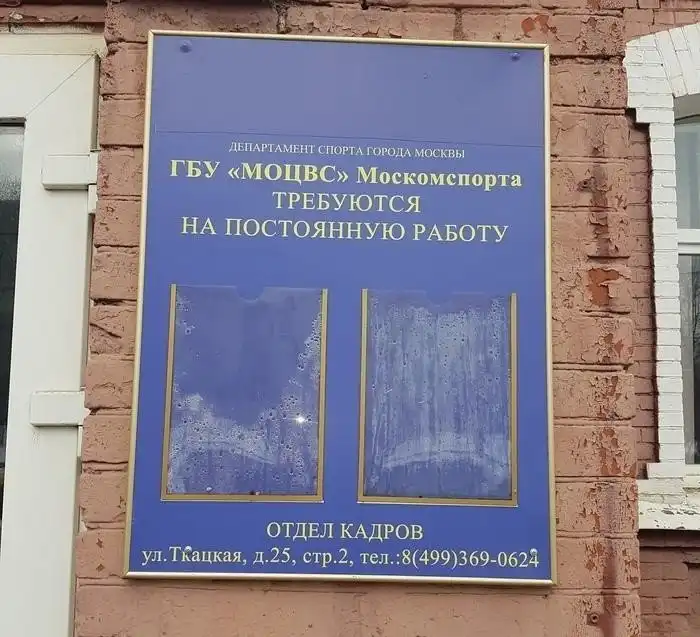 ДЕПАРТАМЕНТ СПОРТА ГОРОДА МОСКВЫ
ГБУ «МОЦВС» Москомспорта
ТРЕБУЮТСЯ
НА ПОСТОЯННУЮ РАБОТУ
ОТДЕЛ КАДРОВ
ул.Ткацкая, д.25, стр.2, тел.:8(499)369-0624